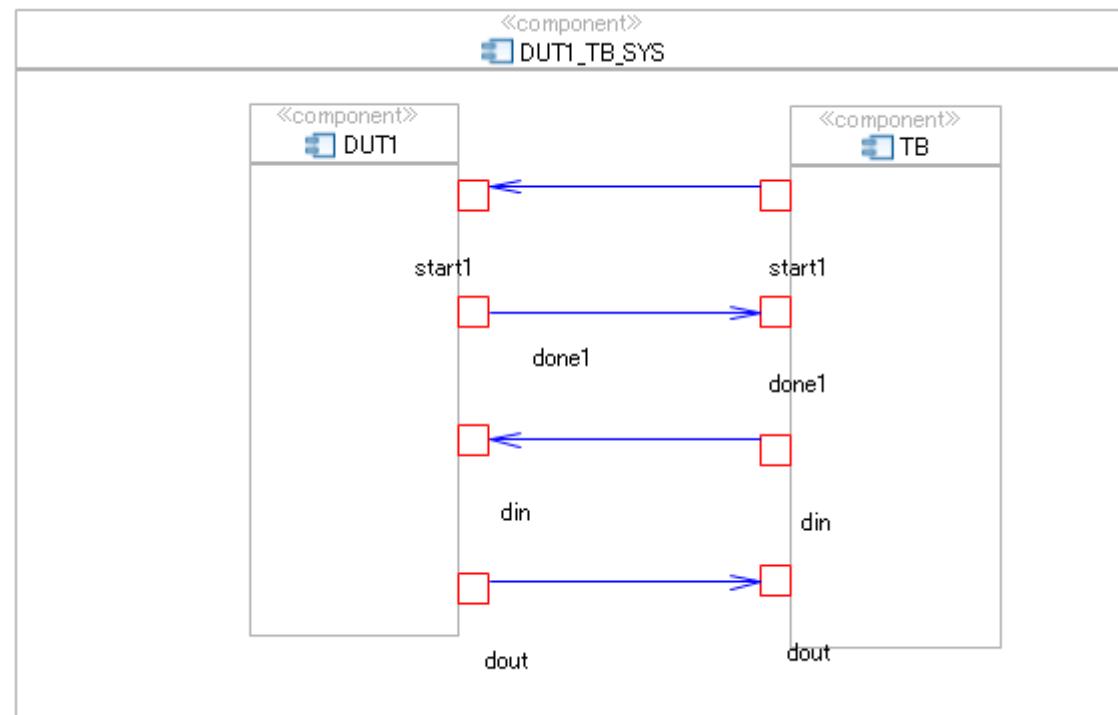 ≪component≫
DUT1_TB_SYS
≪component≫
DUT1
≪component≫
TB
start1
start1
done1
done1
din
din
dout
dout